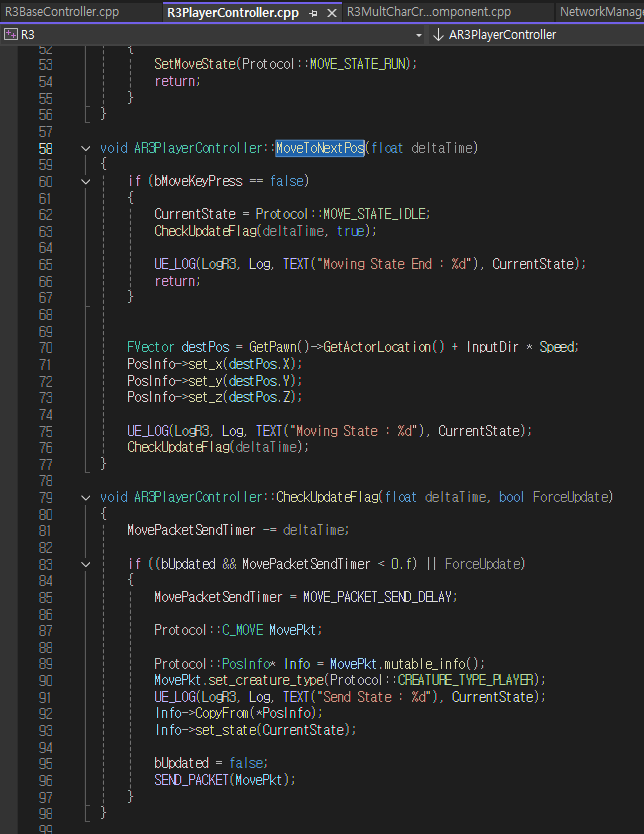 R3BaseController.cpp R3PlayerController.cpp R3MultCharCr...omponent.cpp NetworkManag
R3 AR3PlayerController
52 {
53 SetMoveState(Protocol::MOVE_STATE_RUN);
54 return;
55 }
56 }
57
58 void AR3PlayerController::MoveToNextPos(float deltaTime)
59 {
60 if (bMoveKeyPress == false)
61 {
62 CurrentState = Protocol::MOVE_STATE_IDLE;
63 CheckUpdateFlag(deltaTime, true);
64
65 UE_LOG(LogR3, Log, TEXT("Moving State End : %d"), CurrentState);
66 return;
67 }
68
69
70 FVector destPos = GetPawn()->GetActorLocation() + InputDir * Speed;
71 PosInfo->set_x(destPos.X);
72 PosInfo->set_y(destPos.Y);
73 PosInfo->set_z(destPos.Z);
74
75 UE_LOG(LogR3, Log, TEXT("Moving State : %d"), CurrentState);
76 CheckUpdateFlag(deltaTime);
77 }
78
79 void AR3PlayerController::CheckUpdateFlag(float deltaTime, bool ForceUpdate)
80 {
81 MovePacketSendTimer -= deltaTime;
82
83 if ((bUpdated && MovePacketSendTimer < 0.f) || ForceUpdate)
84 {
85 MovePacketSendTimer = MOVE_PACKET_SEND_DELAY;
86
87 Protocol::C_MOVE MovePkt;
88
89 Protocol::PosInfo* Info = MovePkt.mutable_info();
90 MovePkt.set_creature_type(Protocol::CREATURE_TYPE_PLAYER);
91 UE_LOG(LogR3, Log, TEXT("Send State : %d"), CurrentState);
92 Info->CopyFrom(*PosInfo);
93 Info->set_state(CurrentState);
94
95 bUpdated = false;
96 SEND_PACKET(MovePkt);
97 }
98 }
99